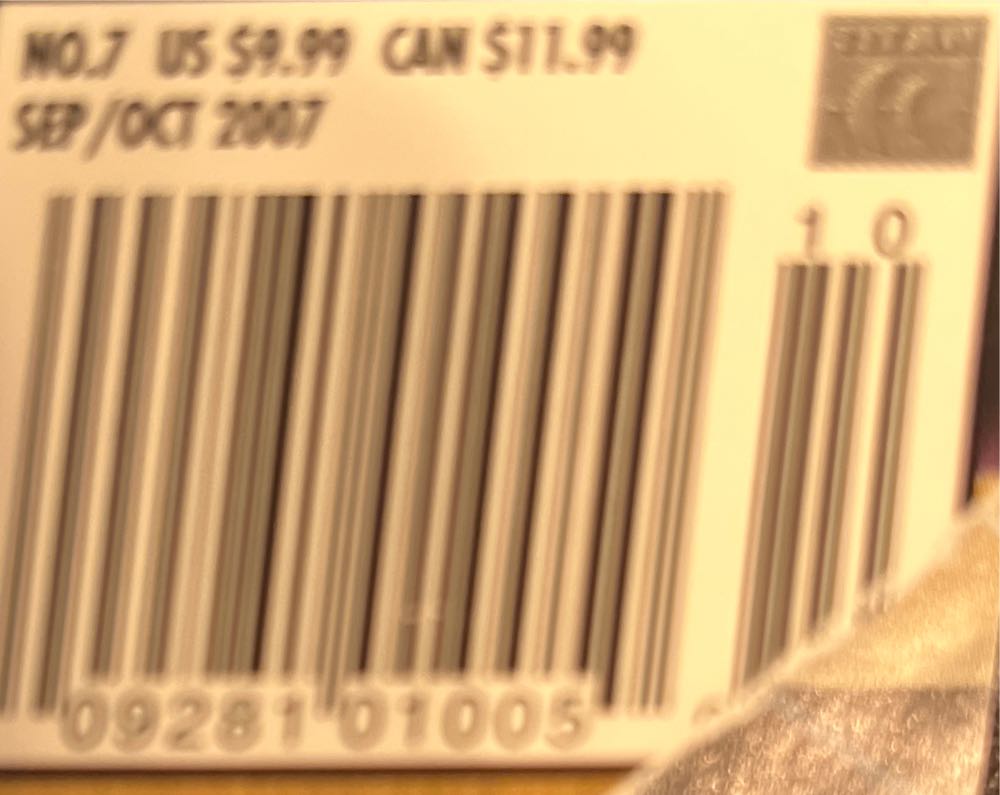 NO.7 US $9.99 CAN $11.99
SEP/OCT 2007
1 0
09281 01005